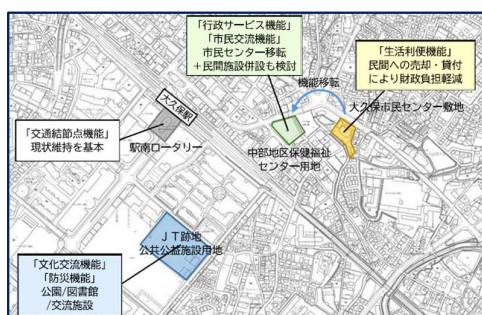 「行政サービス機能」
「市民交流機能」
市民センター移転
＋民間施設併設も検討
「生活利便機能」
民間への売却・貸付
により財政負担軽減
機能移転
大久保市民センター敷地
大久保駅
「交通結節点機能」
現状維持を基本
駅南ロータリー
中部地区保健福祉
センター用地
ＪＴ跡地
公共公益施設用地
「文化交流機能」
「防災機能」
公園/図書館
/交流施設